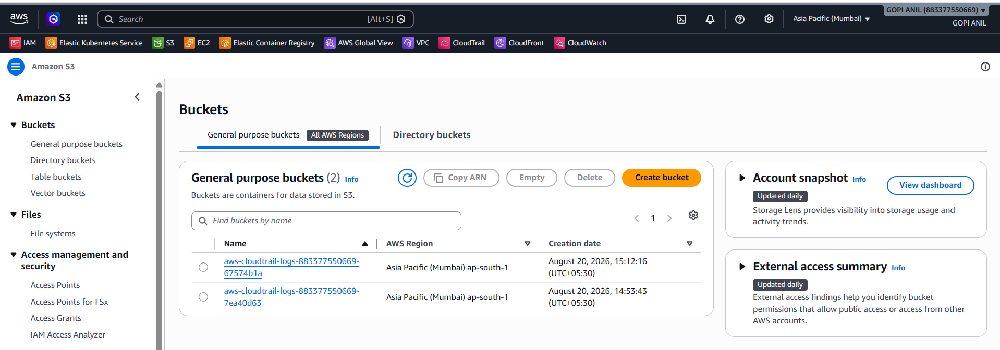 aws
Search
[Alt+S]
Asia Pacific (Mumbai)
GOPI ANIL (883377550669)
GOPI ANIL
IAM
Elastic Kubernetes Service
S3
EC2
Elastic Container Registry
AWS Global View
VPC
CloudTrail
CloudFront
CloudWatch
Amazon S3
Amazon S3
Buckets
General purpose buckets
Directory buckets
Table buckets
Vector buckets
Files
File systems
Access management and
security
Access Points
Access Points for FSx
Access Grants
IAM Access Analyzer
Buckets
General purpose buckets
All AWS Regions
Directory buckets
General purpose buckets (2) Info
Copy ARN
Empty
Delete
Create bucket
Buckets are containers for data stored in S3.
Find buckets by name
1
Name
AWS Region
Creation date
aws-cloudtrail-logs-883377550669-
67574b1a
Asia Pacific (Mumbai) ap-south-1
August 20, 2026, 15:12:16
(UTC+05:30)
aws-cloudtrail-logs-883377550669-
7ea40d63
Asia Pacific (Mumbai) ap-south-1
August 20, 2026, 14:53:43
(UTC+05:30)
Account snapshot Info
Updated daily
View dashboard
Storage Lens provides visibility into storage usage and
activity trends.
External access summary Info
Updated daily
External access findings help you identify bucket
permissions that allow public access or access from other
AWS accounts.